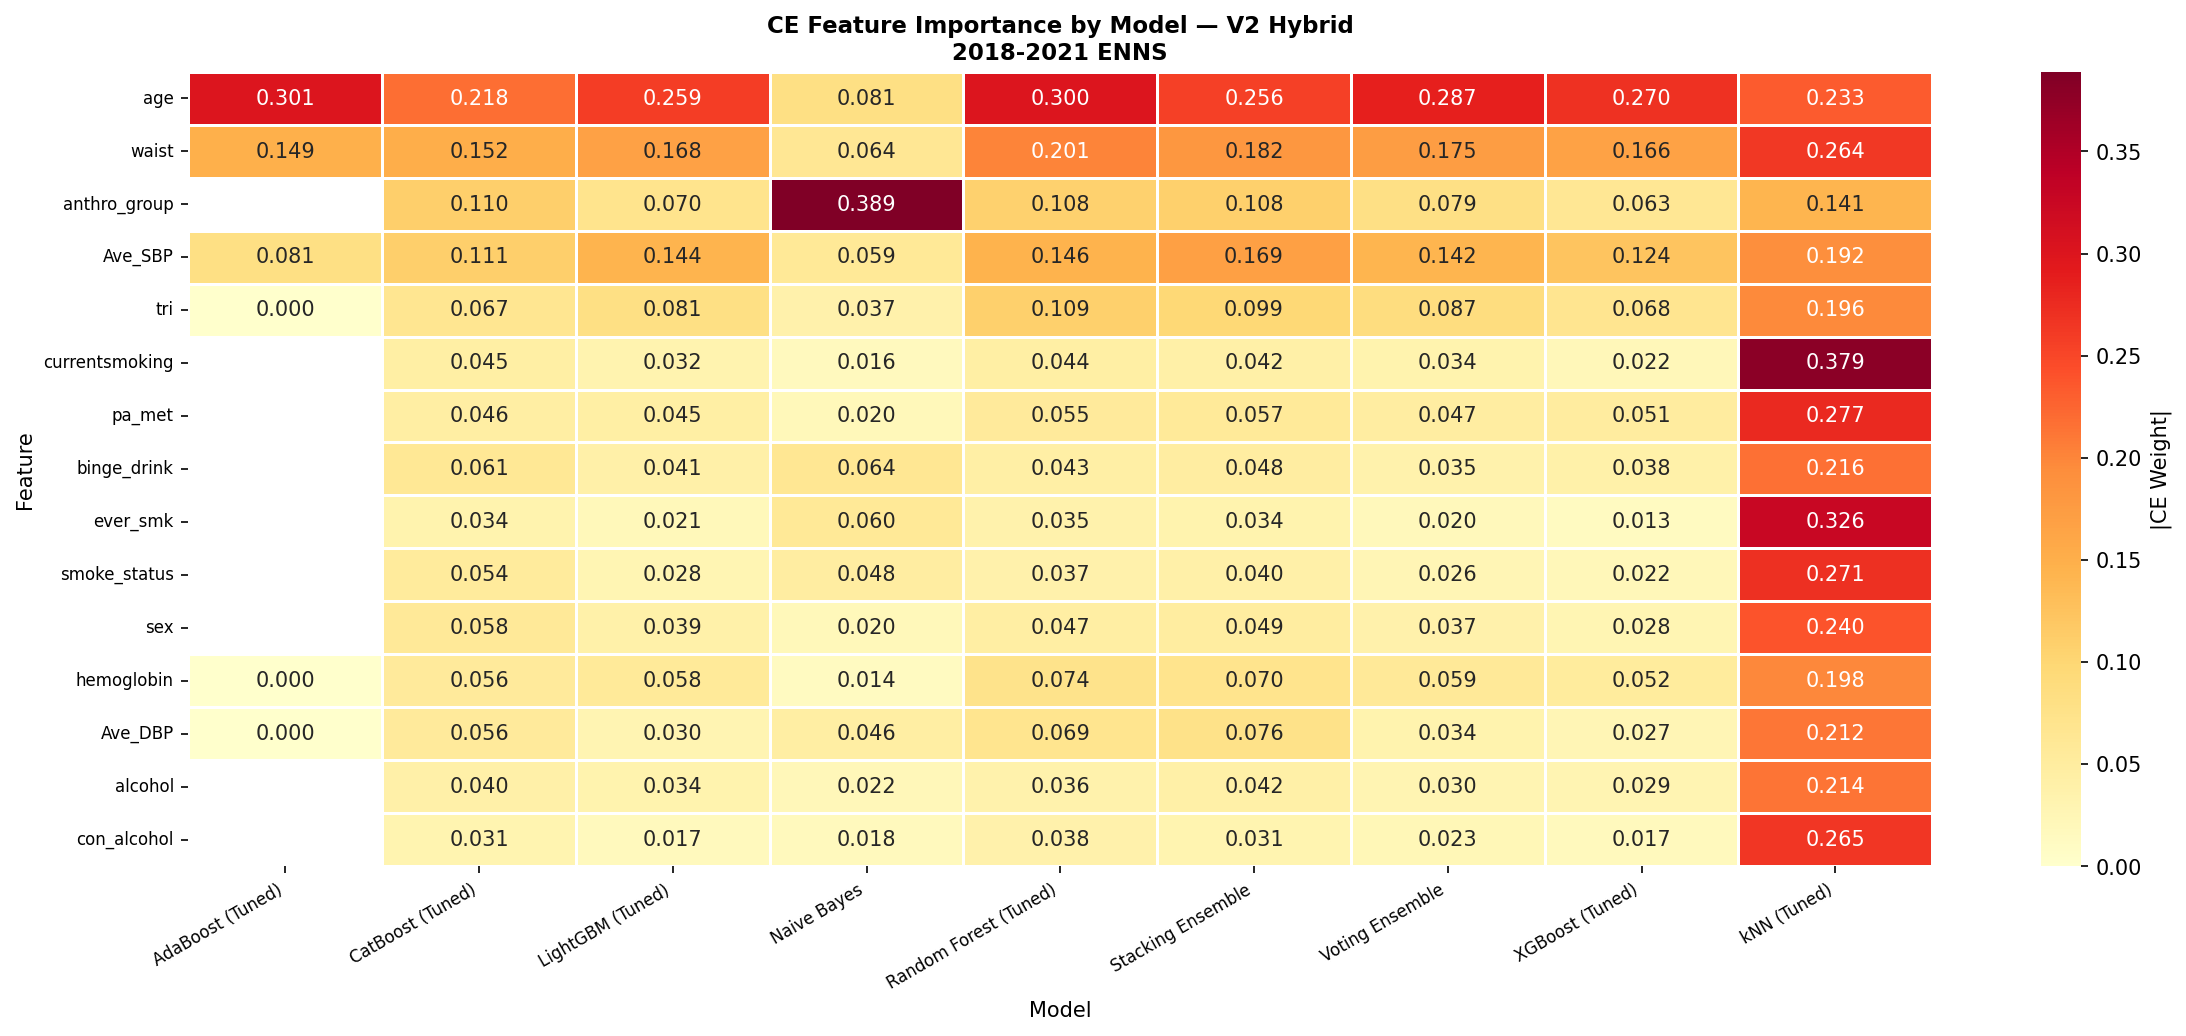 CE Feature Importance by Model — V2 Hybrid
2018-2021 ENNS
age 0.301 0.218 0.259 0.081 0.300 0.256 0.287 0.270 0.233
waist 0.149 0.152 0.168 0.064 0.201 0.182 0.175 0.166 0.264
anthro_group 0.110 0.070 0.389 0.108 0.108 0.079 0.063 0.141
Ave_SBP 0.081 0.111 0.144 0.059 0.146 0.169 0.142 0.124 0.192
tri 0.000 0.067 0.081 0.037 0.109 0.099 0.087 0.068 0.196
currentsmoking 0.045 0.032 0.016 0.044 0.042 0.034 0.022 0.379
pa_met 0.046 0.045 0.020 0.055 0.057 0.047 0.051 0.277
binge_drink 0.061 0.041 0.064 0.043 0.048 0.035 0.038 0.216
ever_smk 0.034 0.021 0.060 0.035 0.034 0.020 0.013 0.326
smoke_status 0.054 0.028 0.048 0.037 0.040 0.026 0.022 0.271
sex 0.058 0.039 0.020 0.047 0.049 0.037 0.028 0.240
hemoglobin 0.000 0.056 0.058 0.014 0.074 0.070 0.059 0.052 0.198
Ave_DBP 0.000 0.056 0.030 0.046 0.069 0.076 0.034 0.027 0.212
alcohol 0.040 0.034 0.022 0.036 0.042 0.030 0.029 0.214
con_alcohol 0.031 0.017 0.018 0.038 0.031 0.023 0.017 0.265
Feature
AdaBoost (Tuned)
CatBoost (Tuned)
LightGBM (Tuned)
Naive Bayes
Random Forest (Tuned)
Stacking Ensemble
Voting Ensemble
XGBoost (Tuned)
kNN (Tuned)
Model
0.35
0.30
0.25
0.20
0.15
0.10
0.05
0.00
|CE Weight|